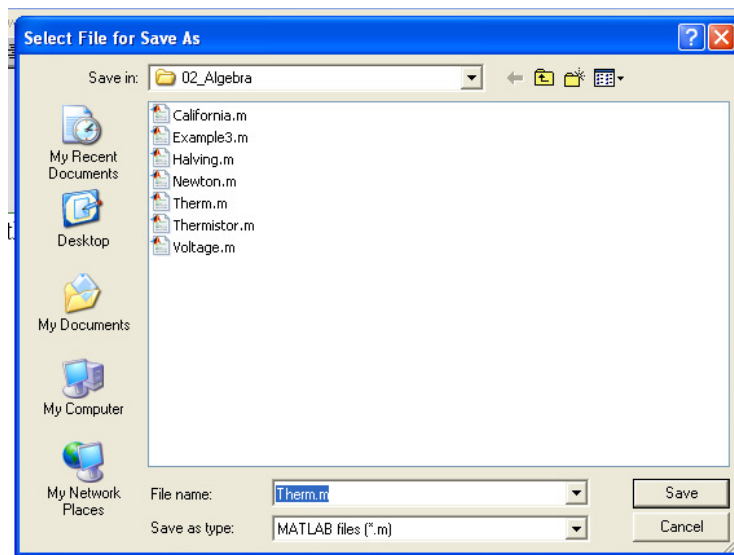 Select File for Save As
Save in: 02_Algebra
My Recent
Documents
Desktop
My Documents
My Computer
My Network
Places
California.m
Example3.m
Halving.m
Newton.m
Therm.m
Thermistor.m
Voltage.m
File name: Therm.m Save
Save as type: MATLAB files (*.m) Cancel